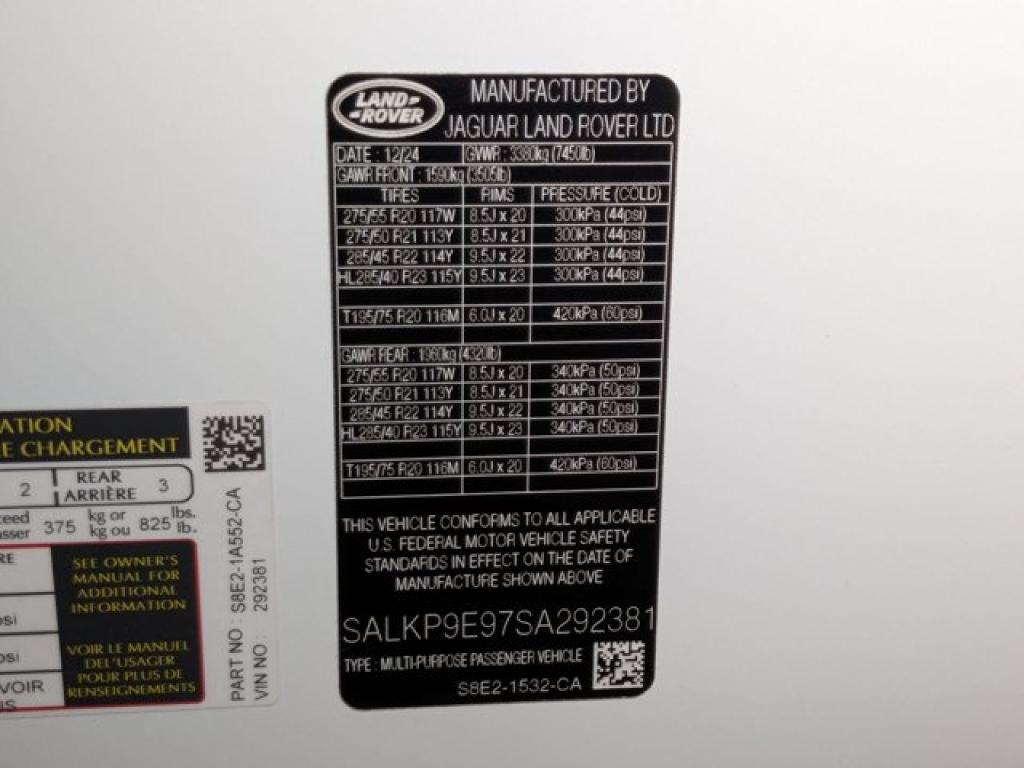 LAND-
-ROVER
MANUFACTURED BY
JAGUAR LAND ROVER LTD
DATE : 12/24 GVWR : 3380kg (7450lb)
GAWR FRONT : 1590kg (3505lb)
TIRES RIMS PRESSURE (COLD)
275/55 R20 117W 8.5J x 20 300kPa (44psi)
275/50 R21 113Y 8.5J x 21 300kPa (44psi)
285/45 R22 114Y 9.5J x 22 300kPa (44psi)
HL285/40 R23 115Y 9.5J x 23 300kPa (44psi)
T195/75 R20 116M 6.0J x 20 420kPa (60psi)
GAWR REAR : 1960kg (4320lb)
275/55 R20 117W 8.5J x 20 340kPa (50psi)
275/50 R21 113Y 8.5J x 21 340kPa (50psi)
285/45 R22 114Y 9.5J x 22 340kPa (50psi)
HL285/40 R23 115Y 9.5J x 23 340kPa (50psi)
T195/75 R20 116M 6.0J x 20 420kPa (60psi)
THIS VEHICLE CONFORMS TO ALL APPLICABLE
U.S. FEDERAL MOTOR VEHICLE SAFETY
STANDARDS IN EFFECT ON THE DATE OF
MANUFACTURE SHOWN ABOVE
SALKP9E97SA292381
TYPE : MULTI-PURPOSE PASSENGER VEHICLE
S8E2-1532-CA
ATION
E CHARGEMENT
2 REAR
ARRIÈRE 3
eed 375 kg or 825 lbs.
sser kg ou lb.
RE
SEE OWNER'S
MANUAL FOR
ADDITIONAL
INFORMATION
psi
psi
VOIR LE MANUEL
DEL'USAGER
POUR PLUS DE
RENSEIGNEMENTS
VOIR
NS
PART NO : S8E2-1A552-CA
VIN NO : 292381